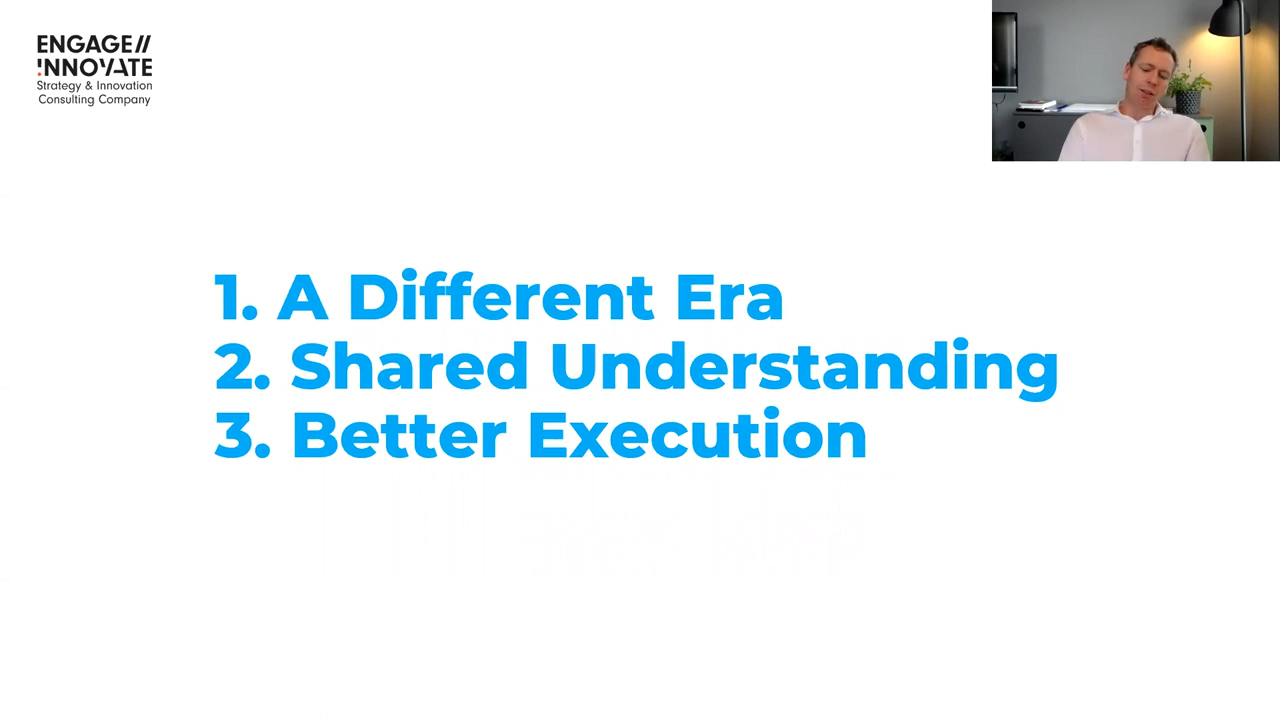 ENGAGE//
INNOVATE
Strategy & Innovation
Consulting Company
1. A Different Era
2. Shared Understanding
3. Better Execution